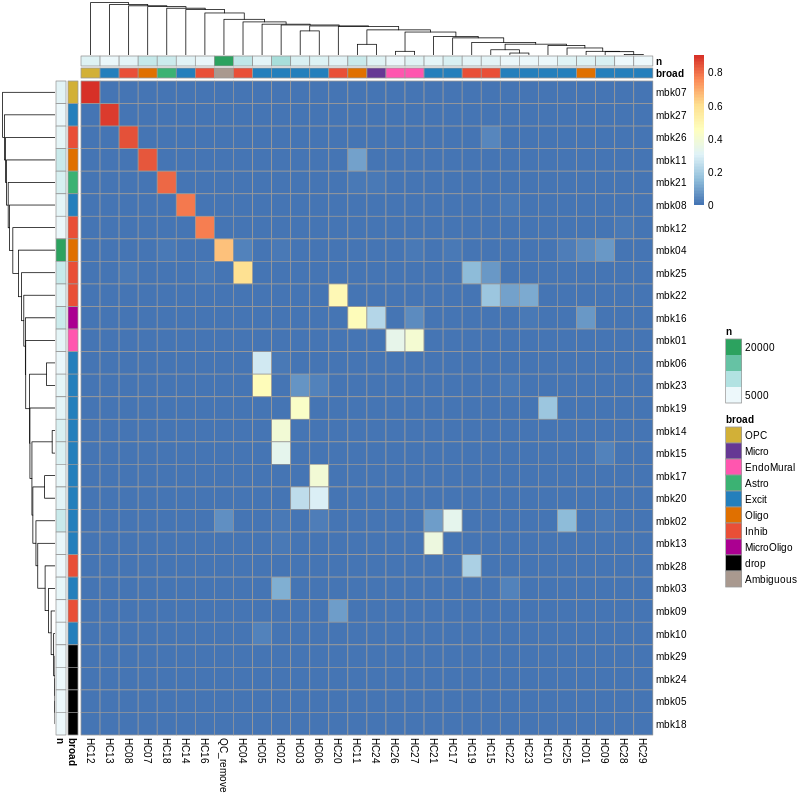 n
broad
mbk07
mbk27
mbk26
mbk11
mbk21
mbk08
mbk12
mbk04
mbk25
mbk22
mbk16
mbk01
mbk06
mbk23
mbk19
mbk14
mbk15
mbk17
mbk20
mbk02
mbk13
mbk28
mbk03
mbk09
mbk10
mbk29
mbk24
mbk05
mbk18
n
broad
HC12
HC13
HC08
HC07
HC18
HC14
HC16
QC_remove
HC04
HC05
HC02
HC03
HC06
HC20
HC11
HC24
HC26
HC27
HC21
HC17
HC19
HC15
HC22
HC23
HC10
HC25
HC01
HC09
HC28
HC29
0.8
0.6
0.4
0.2
0
n
20000
5000
broad
OPC
Micro
EndoMural
Astro
Excit
Oligo
Inhib
MicroOligo
drop
Ambiguous